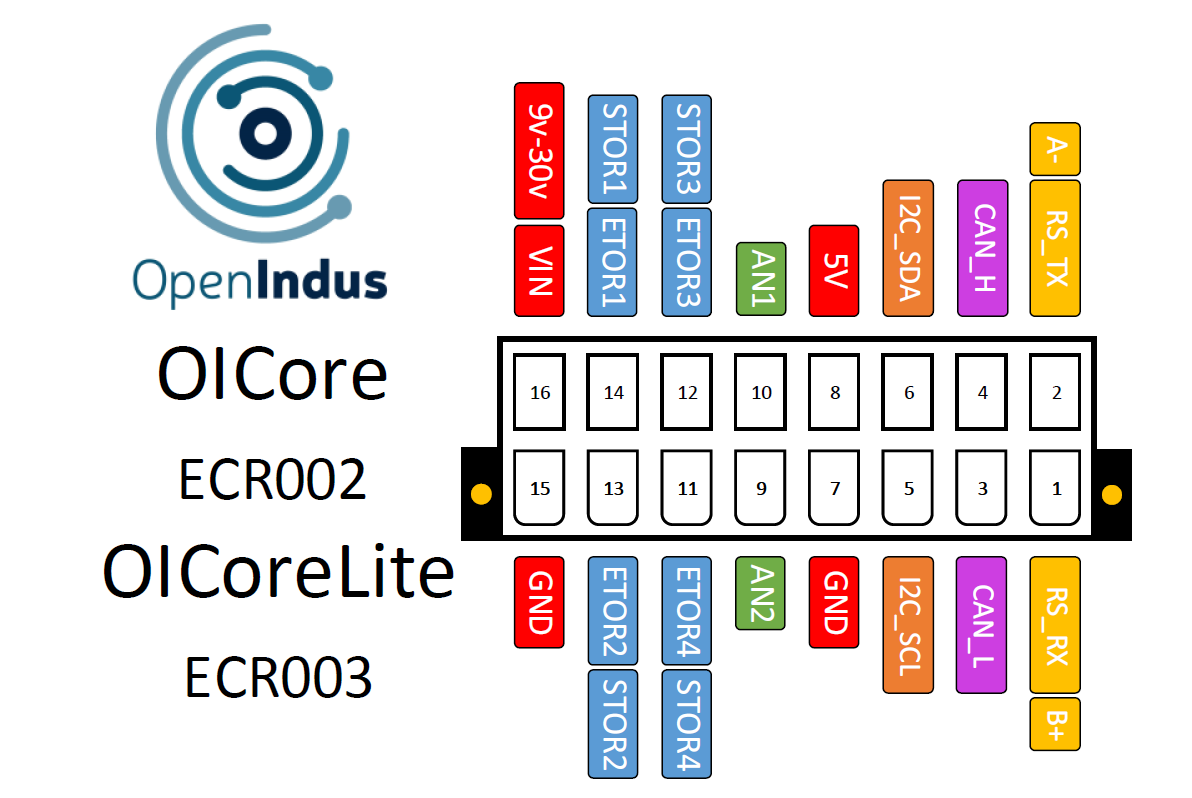 OpenIndus
OICore
ECR002
OICoreLite
ECR003
9v-30v
VIN
STOR1
ETOR1
STOR3
ETOR3
AN1
5V
I2C_SDA
CAN_H
A-
RS_TX
16 14 12 10 8 6 4 2
15 13 11 9 7 5 3 1
GND
ETOR2
STOR2
ETOR4
STOR4
AN2
GND
I2C_SCL
CAN_L
RS_RX
B+